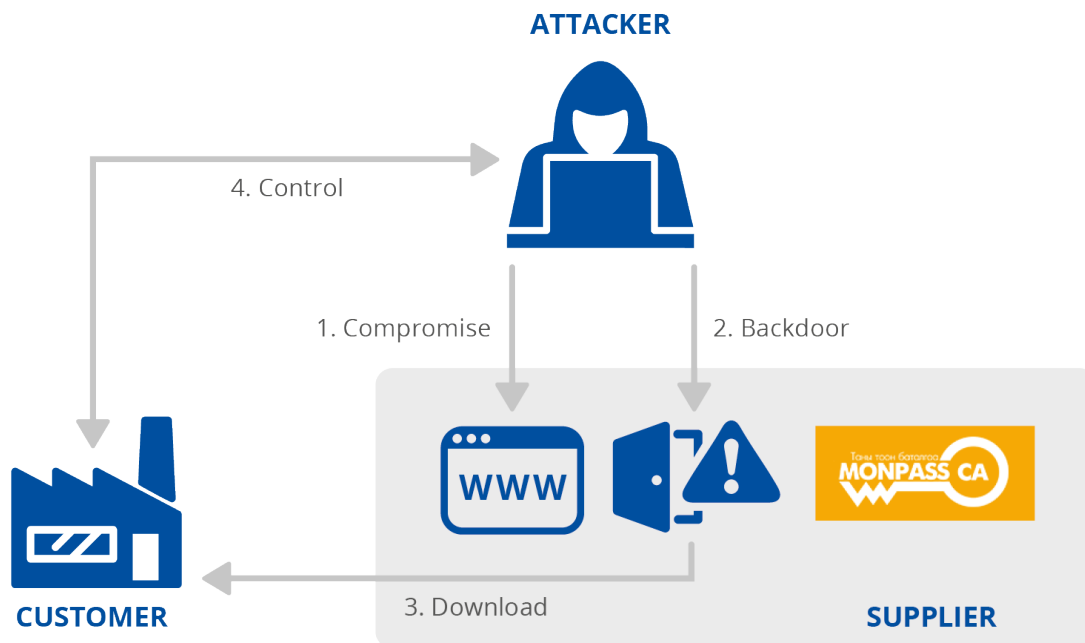 ATTACKER
4. Control
1. Compromise
2. Backdoor
WWW
Таны тоон баталгаа
MONPASS CA
3. Download
CUSTOMER
SUPPLIER